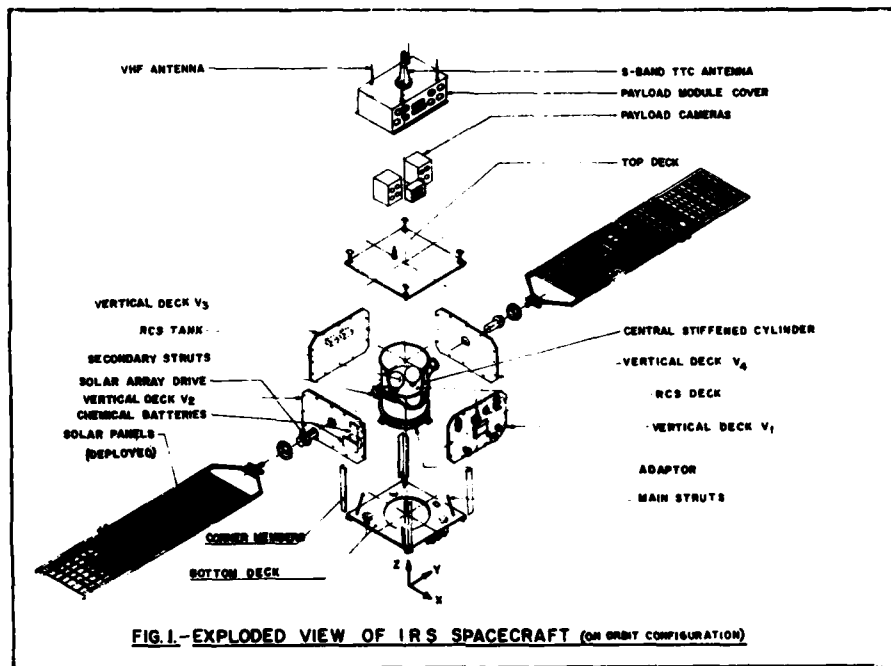 VHF ANTENNA
S-BAND TTC ANTENNA
PAYLOAD MODULE COVER
PAYLOAD CAMERAS
TOP DECK
VERTICAL DECK V3
RCS TANK
SECONDARY STRUTS
SOLAR ARRAY DRIVE
VERTICAL DECK V2
CHEMICAL BATTERIES
SOLAR PANELS
(DEPLOYED)
CENTRAL STIFFENED CYLINDER
VERTICAL DECK V4
RCS DECK
VERTICAL DECK V1
ADAPTOR
MAIN STRUTS
CORNER MEMBERS
BOTTOM DECK
Z
Y
X
FIG. 1.-EXPLODED VIEW OF IRS SPACECRAFT (ON ORBIT CONFIGURATION)